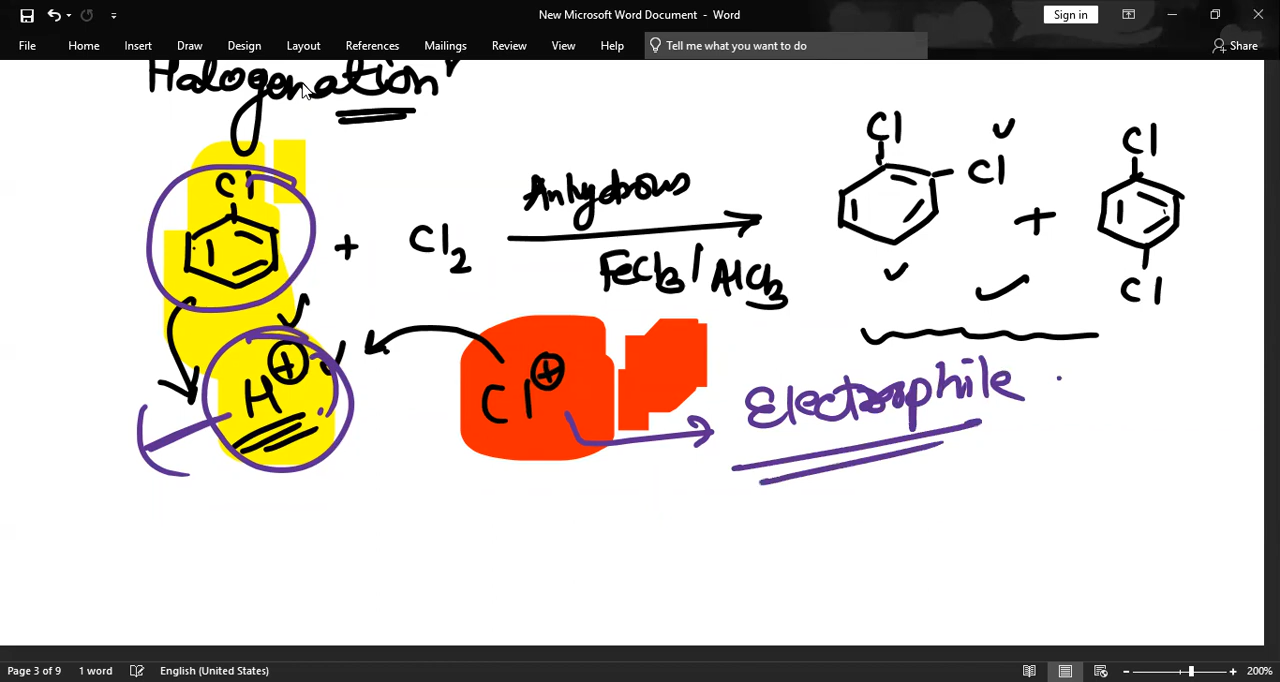 New Microsoft Word Document - Word
Sign in
File Home Insert Draw Design Layout References Mailings Review View Help Tell me what you want to do Share
Halogenation
Cl + Cl2 Anhydrous FeCl3/AlCl3 Cl Cl + Cl Cl
H+ Cl+ Electrophile
Page 3 of 9 1 word English (United States) 200%